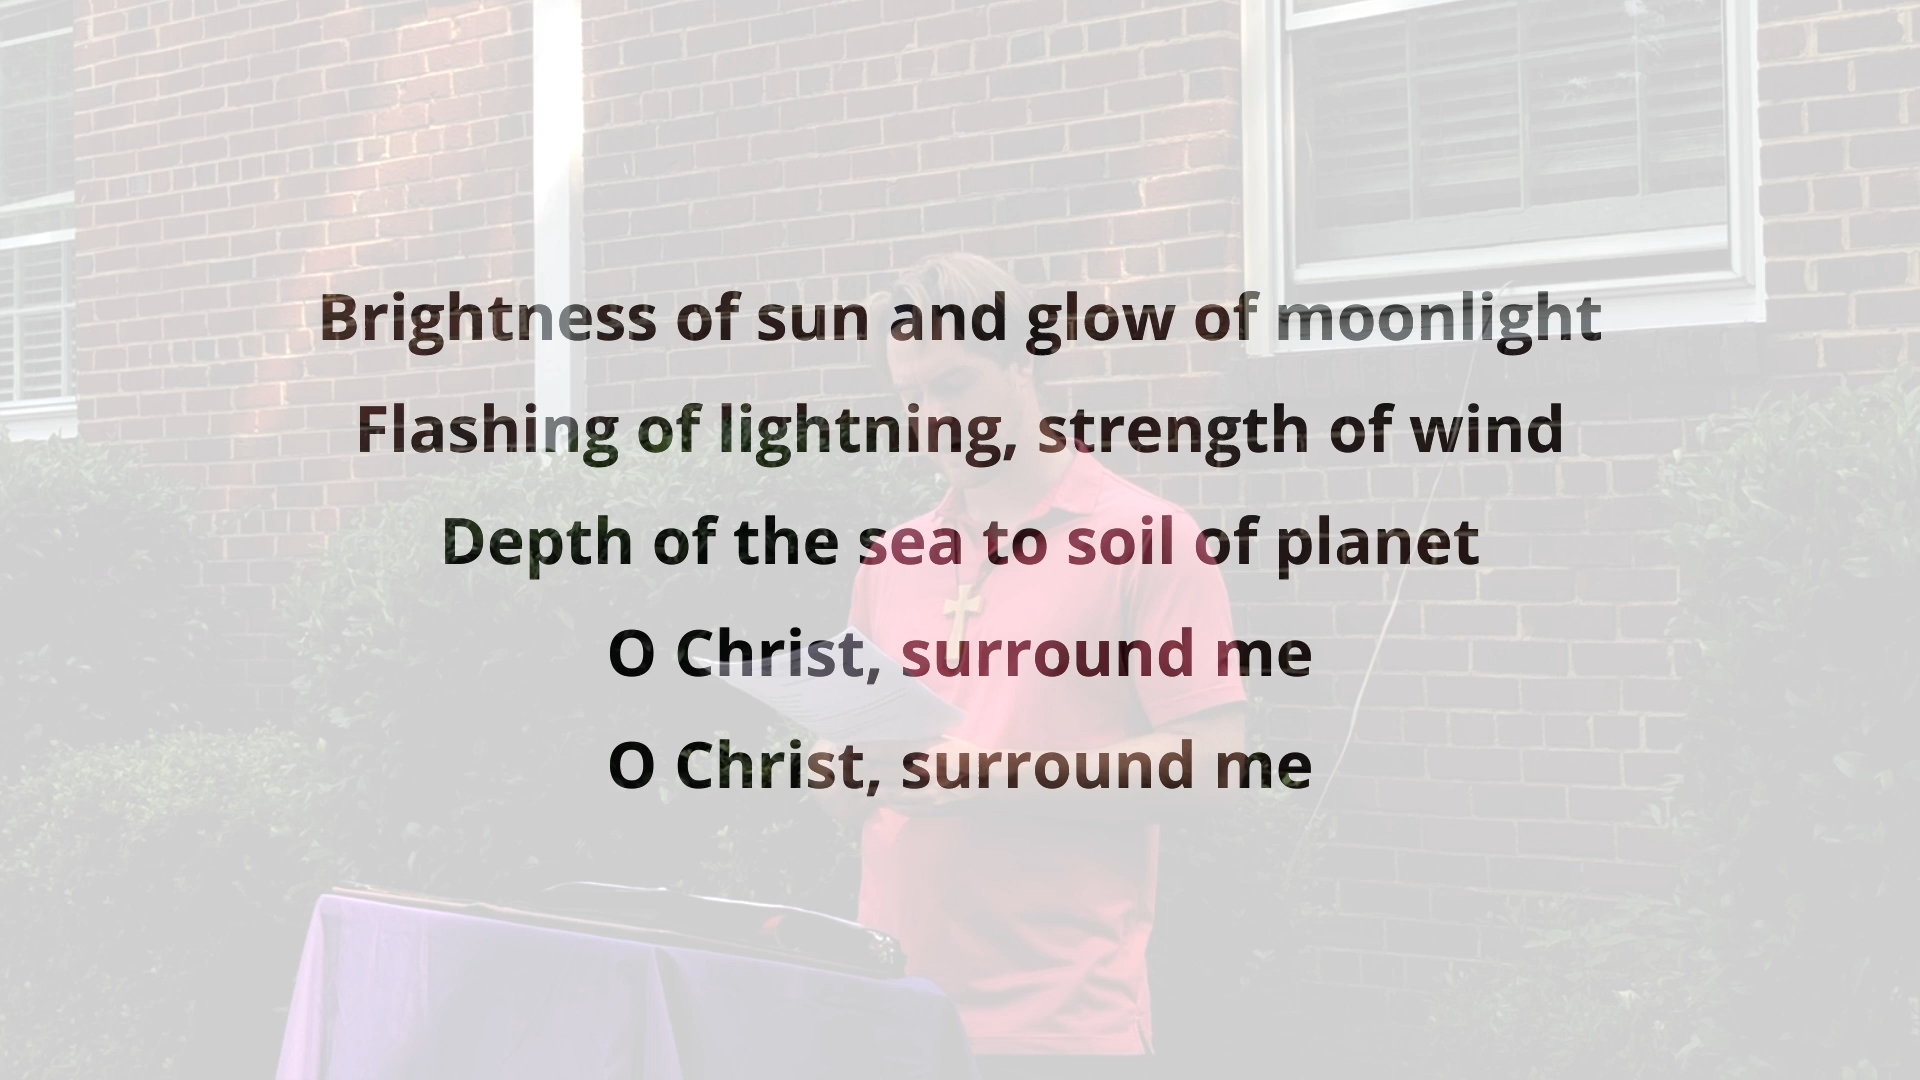 Brightness of sun and glow of moonlight
Flashing of lightning, strength of wind
Depth of the sea to soil of planet
O Christ, surround me
O Christ, surround me